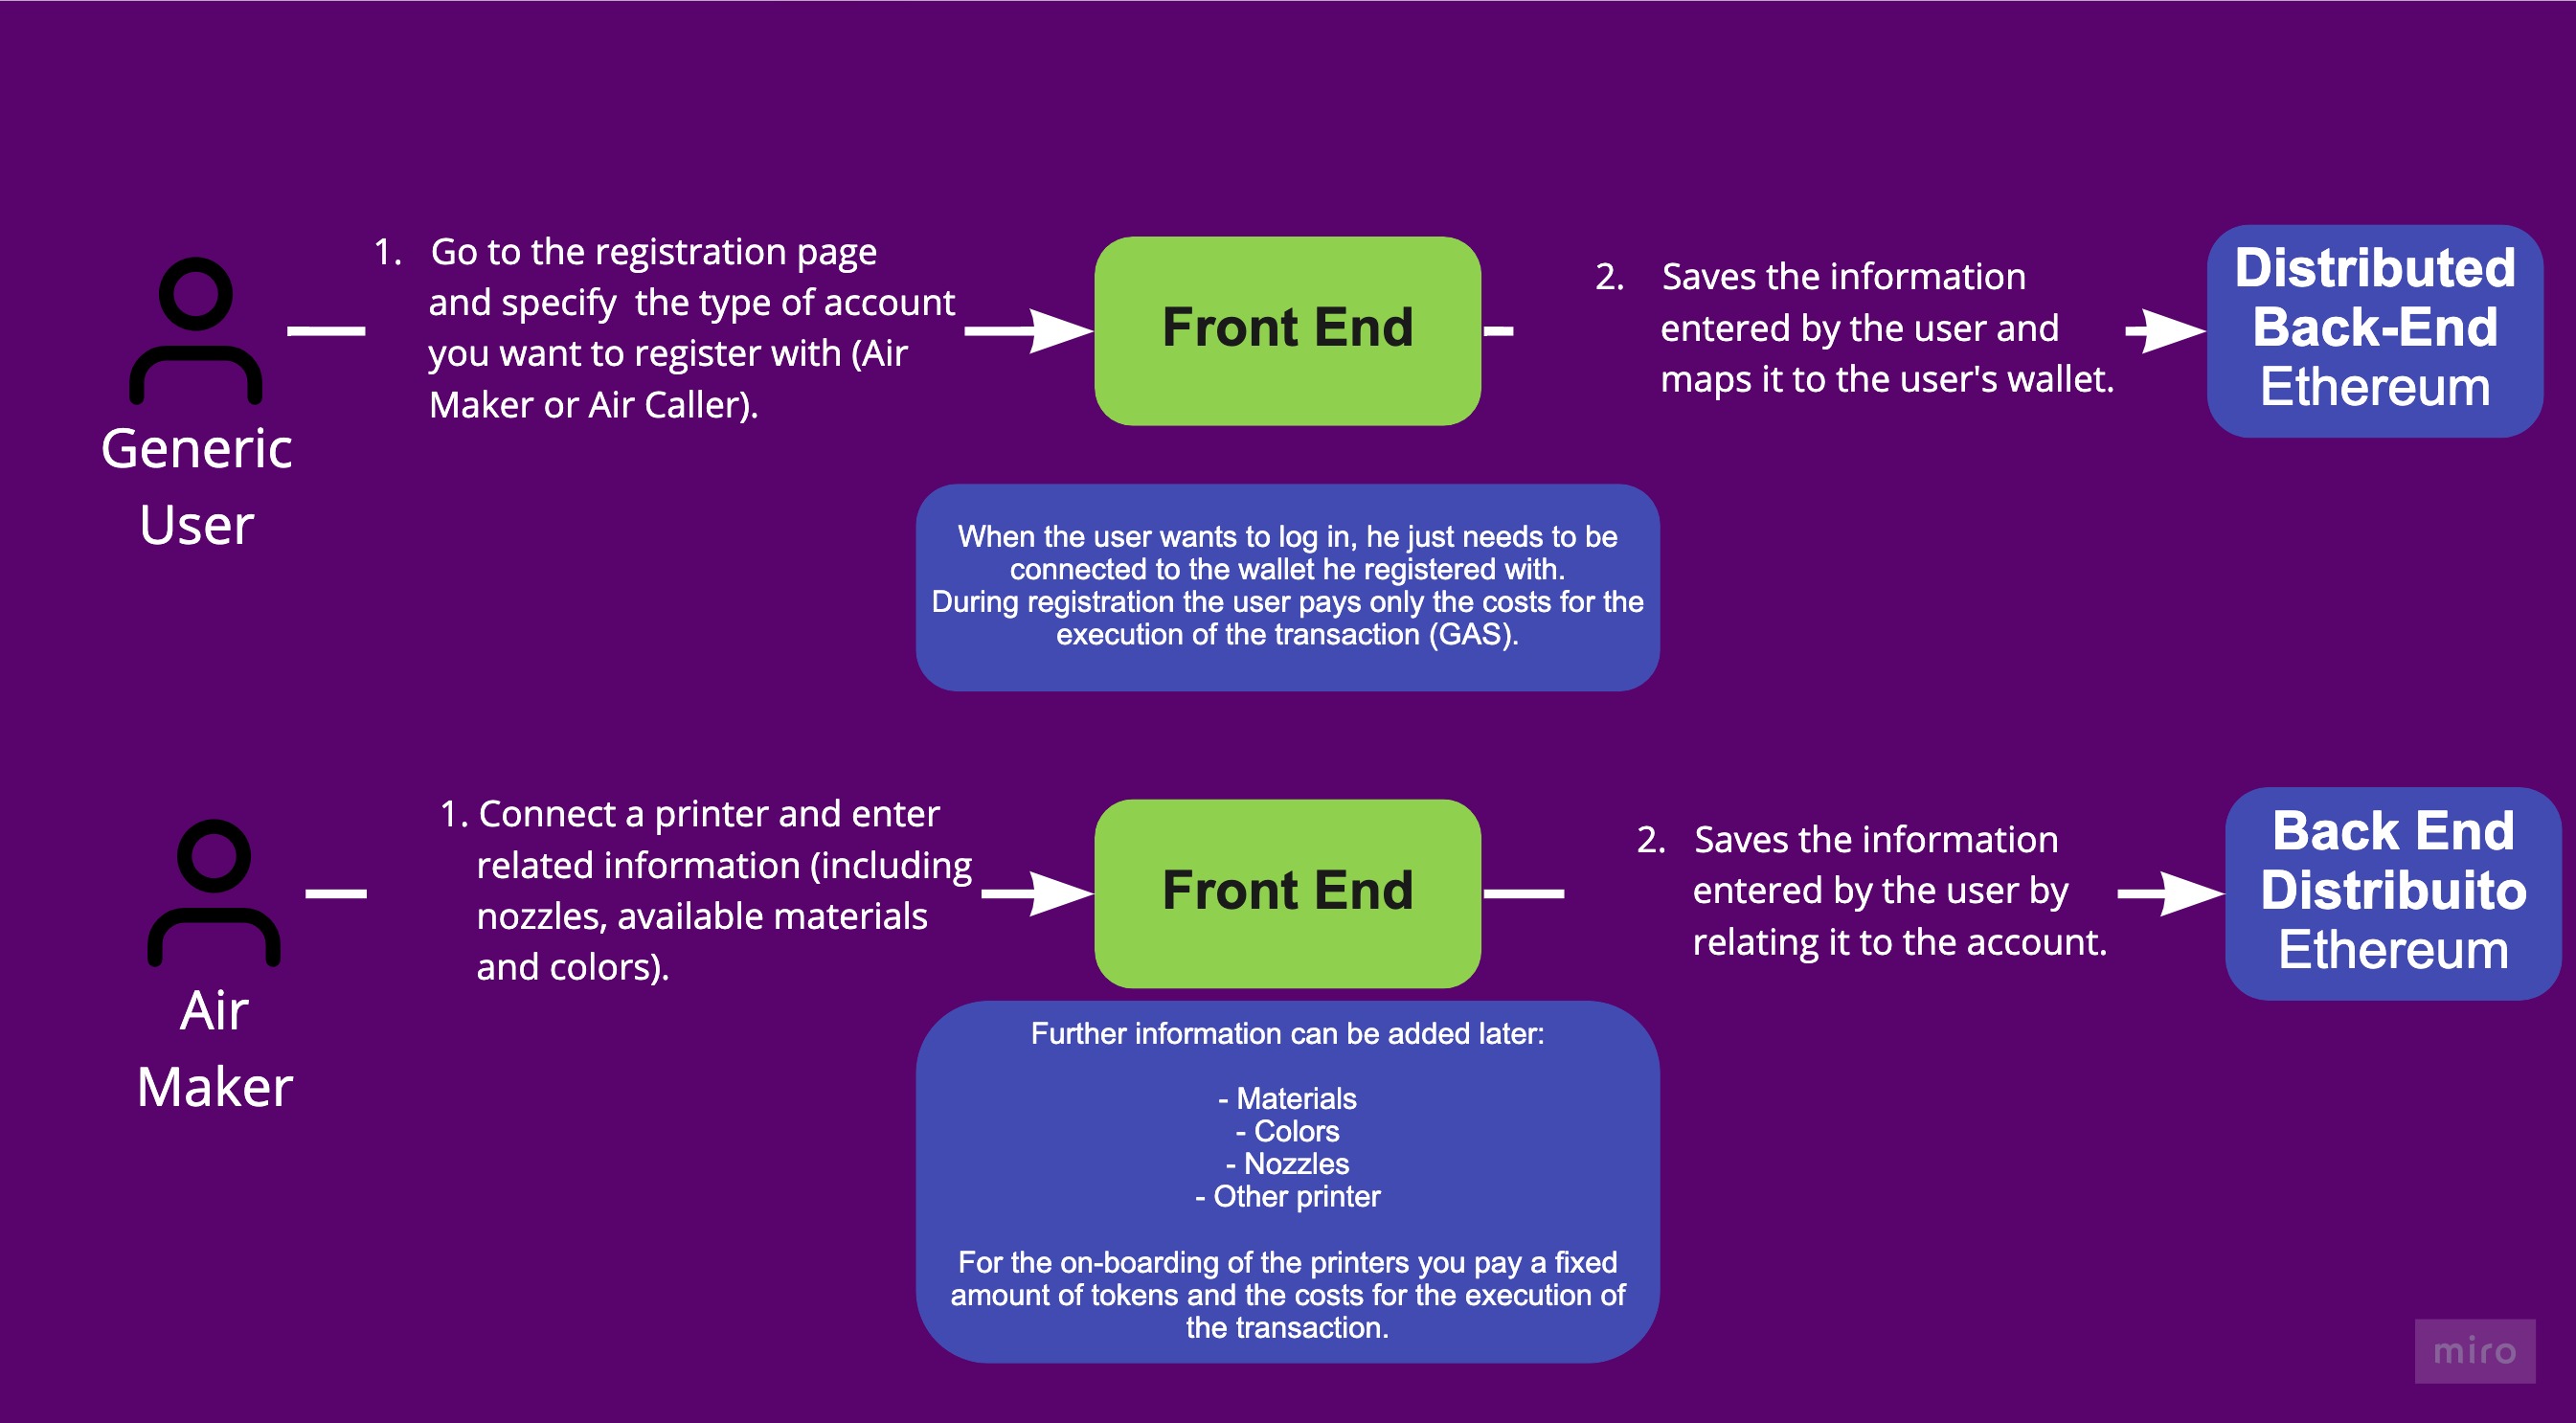 1. Go to the registration page
and specify the type of account
you want to register with (Air
Maker or Air Caller).
Generic
User
Front End
2. Saves the information
entered by the user and
maps it to the user's wallet.
Distributed
Back-End
Ethereum
When the user wants to log in, he just needs to be
connected to the wallet he registered with.
During registration the user pays only the costs for the
execution of the transaction (GAS).
1. Connect a printer and enter
related information (including
nozzles, available materials
and colors).
Air
Maker
Front End
2. Saves the information
entered by the user by
relating it to the account.
Back End
Distribuito
Ethereum
Further information can be added later:
- Materials
- Colors
- Nozzles
- Other printer
For the on-boarding of the printers you pay a fixed
amount of tokens and the costs for the execution of
the transaction.
miro